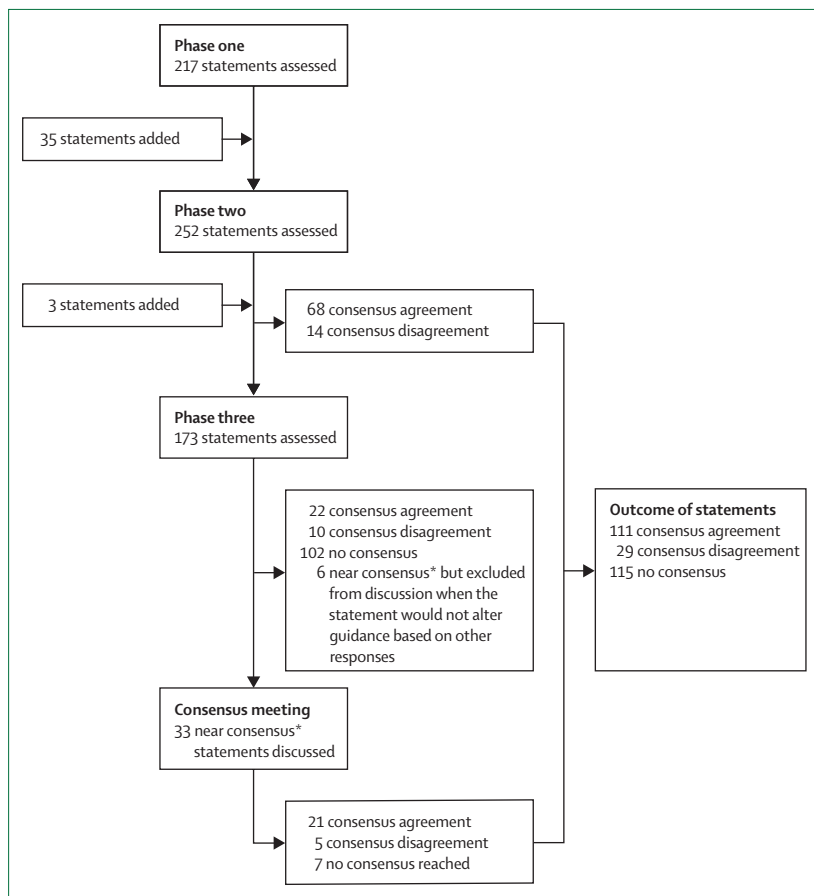 Phase one
217 statements assessed
35 statements added
Phase two
252 statements assessed
3 statements added
68 consensus agreement
14 consensus disagreement
Phase three
173 statements assessed
22 consensus agreement
10 consensus disagreement
102 no consensus
6 near consensus* but excluded
from discussion when the
statement would not alter
guidance based on other
responses
Outcome of statements
111 consensus agreement
29 consensus disagreement
115 no consensus
Consensus meeting
33 near consensus*
statements discussed
21 consensus agreement
5 consensus disagreement
7 no consensus reached